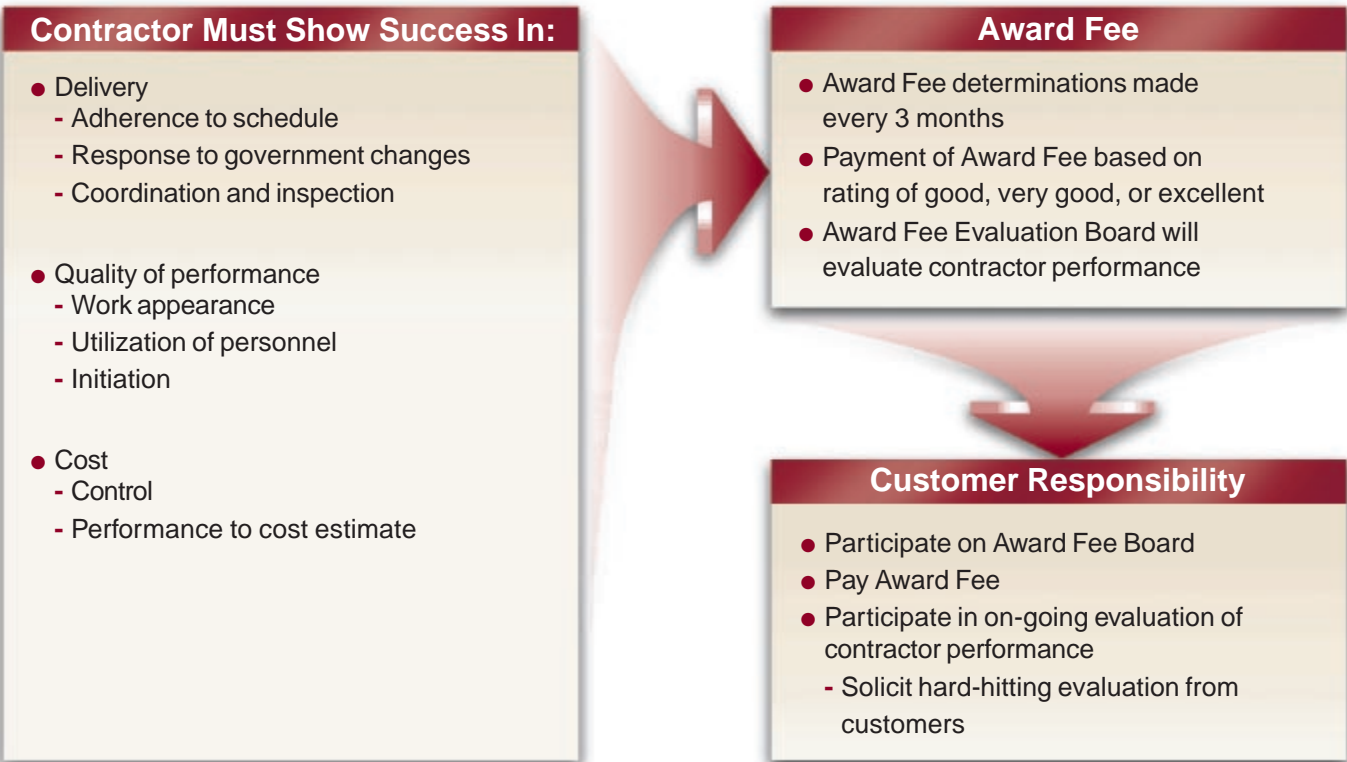 Contractor Must Show Success In:
● Delivery
- Adherence to schedule
- Response to government changes
- Coordination and inspection
● Quality of performance
- Work appearance
- Utilization of personnel
- Initiation
● Cost
- Control
- Performance to cost estimate
Award Fee
● Award Fee determinations made
every 3 months
● Payment of Award Fee based on
rating of good, very good, or excellent
● Award Fee Evaluation Board will
evaluate contractor performance
Customer Responsibility
● Participate on Award Fee Board
● Pay Award Fee
● Participate in on-going evaluation of
contractor performance
- Solicit hard-hitting evaluation from
customers